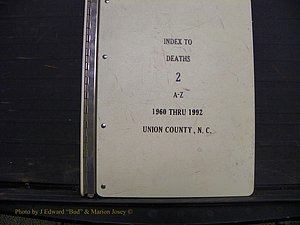 INDEX TO
DEATHS
2
A-Z
1960 THRU 1992
UNION COUNTY, N. C.
Photo by J Edward "Bud" & Marion Josey ©